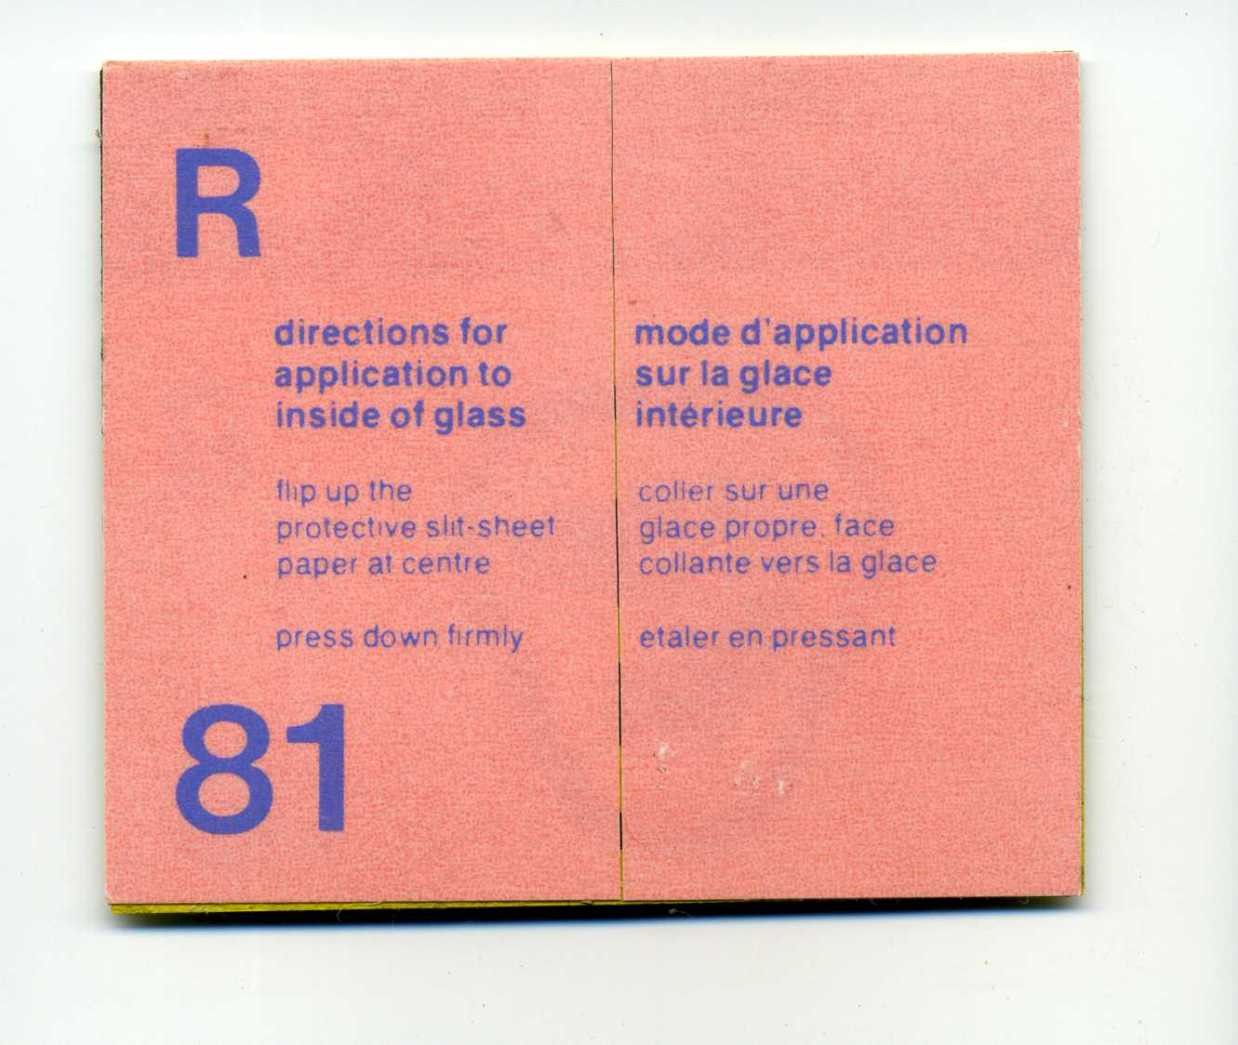 R
directions for
application to
inside of glass
flip up the
protective slit-sheet
paper at centre
press down firmly
81
mode d'application
sur la glace
intérieure
coller sur une
glace propre, face
collante vers la glace
etaler en pressant